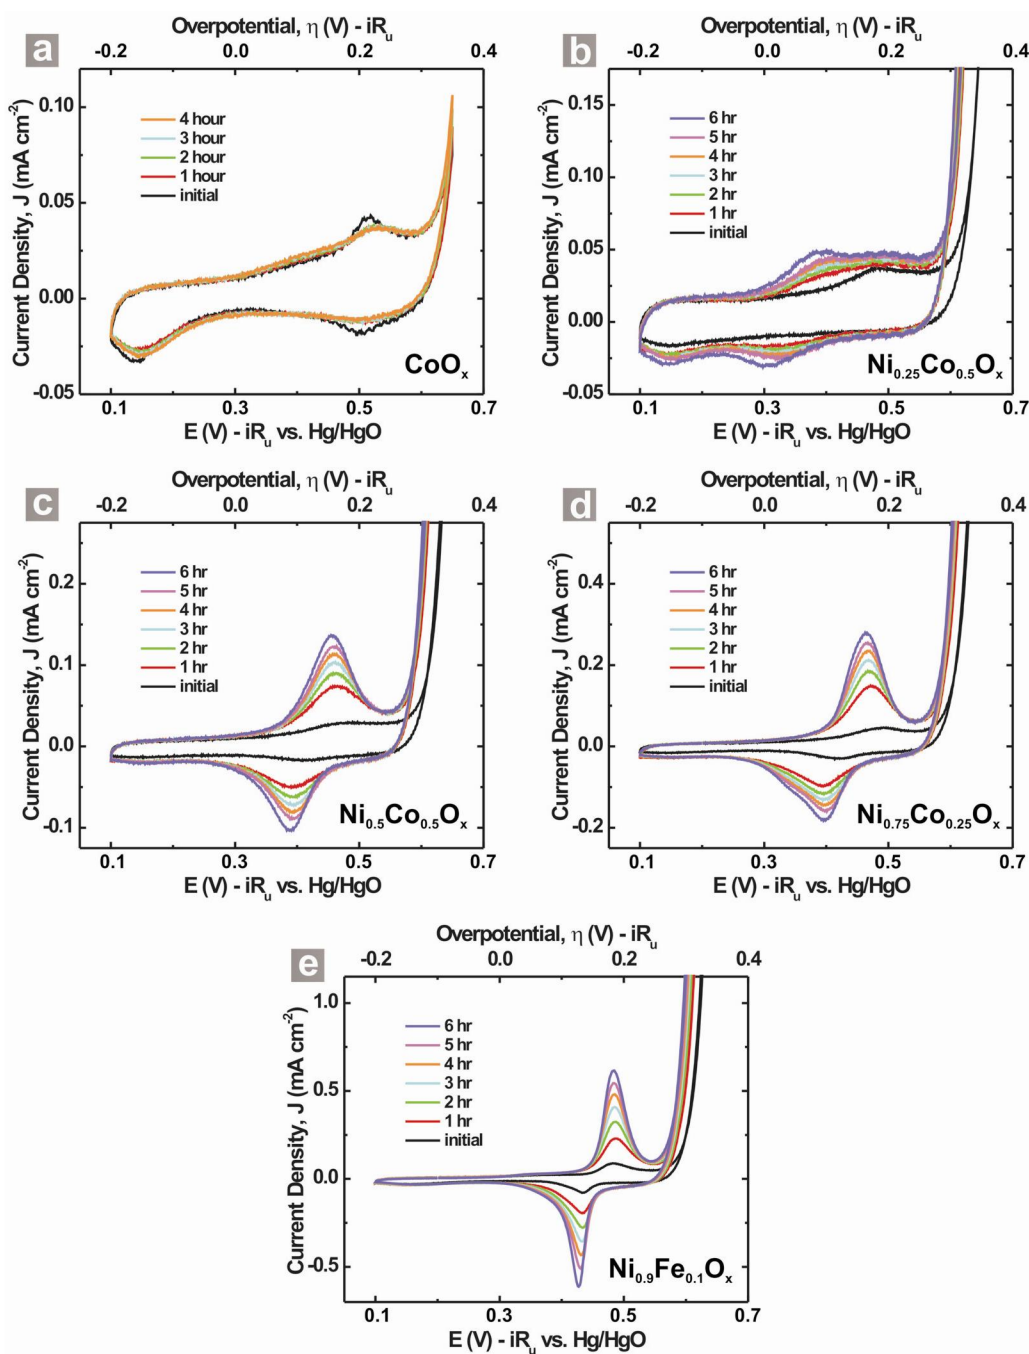 a
Overpotential, η (V) - iRᵤ
-0.2 0.0 0.2 0.4
Current Density, J (mA cm⁻²)
0.10
0.05
0.00
-0.05
4 hour
3 hour
2 hour
1 hour
initial
CoOₓ
0.1 0.3 0.5 0.7
E (V) - iRᵤ vs. Hg/HgO
b
Overpotential, η (V) - iRᵤ
-0.2 0.0 0.2 0.4
Current Density, J (mA cm⁻²)
0.15
0.10
0.05
0.00
-0.05
6 hr
5 hr
4 hr
3 hr
2 hr
1 hr
initial
Ni₀.₂₅Co₀.₅Oₓ
0.1 0.3 0.5 0.7
E (V) - iRᵤ vs. Hg/HgO
c
Overpotential, η (V) - iRᵤ
-0.2 0.0 0.2 0.4
Current Density, J (mA cm⁻²)
0.2
0.1
0.0
-0.1
6 hr
5 hr
4 hr
3 hr
2 hr
1 hr
initial
Ni₀.₅Co₀.₅Oₓ
0.1 0.3 0.5 0.7
E (V) - iRᵤ vs. Hg/HgO
d
Overpotential, η (V) - iRᵤ
-0.2 0.0 0.2 0.4
Current Density, J (mA cm⁻²)
0.4
0.2
0.0
-0.2
6 hr
5 hr
4 hr
3 hr
2 hr
1 hr
initial
Ni₀.₇₅Co₀.₂₅Oₓ
0.1 0.3 0.5 0.7
E (V) - iRᵤ vs. Hg/HgO
e
Overpotential, η (V) - iRᵤ
-0.2 0.0 0.2 0.4
Current Density, J (mA cm⁻²)
1.0
0.5
0.0
-0.5
6 hr
5 hr
4 hr
3 hr
2 hr
1 hr
initial
Ni₀.₉Fe₀.₁Oₓ
0.1 0.3 0.5 0.7
E (V) - iRᵤ vs. Hg/HgO